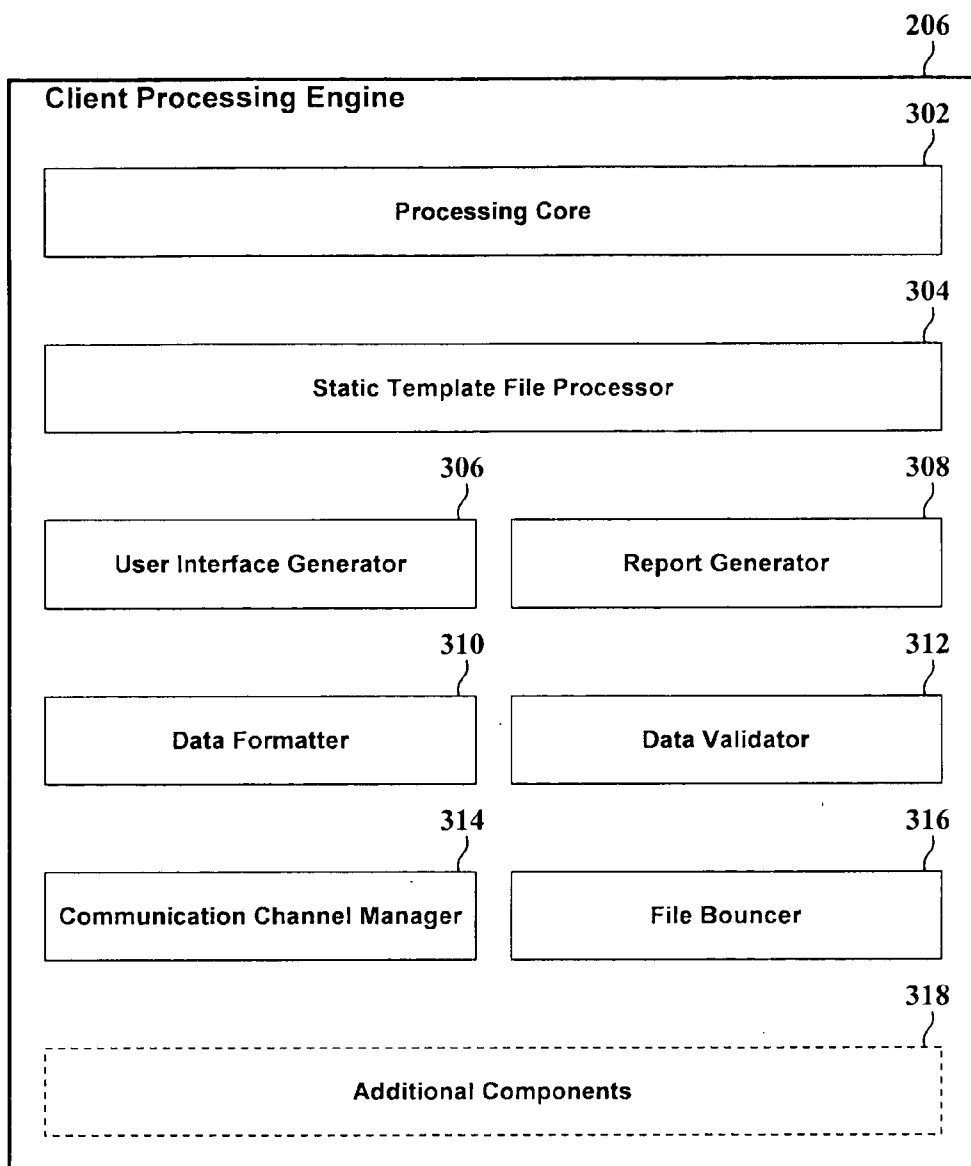 206
Client Processing Engine
302
Processing Core
304
Static Template File Processor
306
308
User Interface Generator
Report Generator
310
312
Data Formatter
Data Validator
314
316
Communication Channel Manager
File Bouncer
318
Additional Components